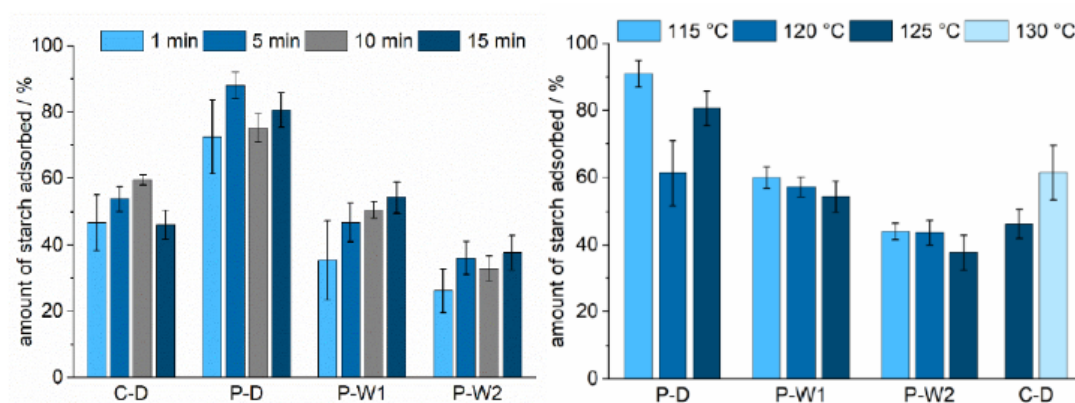 1 min 5 min 10 min 15 min
amount of starch adsorbed / %
100
80
60
40
20
0
C-D P-D P-W1 P-W2
115 °C 120 °C 125 °C 130 °C
amount of starch adsorbed / %
100
80
60
40
20
0
P-D P-W1 P-W2 C-D